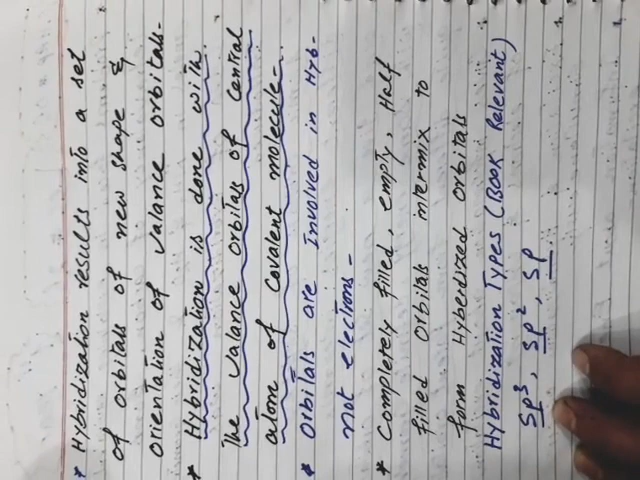 * Hybridization results into a set
of orbitals of new shape &
orientation of valance orbitals-
* Hybridization is done with
The valance orbitals of central
atom of covalent molecule-
* Orbitals are involved in Hyb-
not electrons-
* Completely filled, empty, Half
filled Orbitals intermix to
form Hyberdized orbitals
Hybridization Types (Book Relevant)
SP³, SP², SP